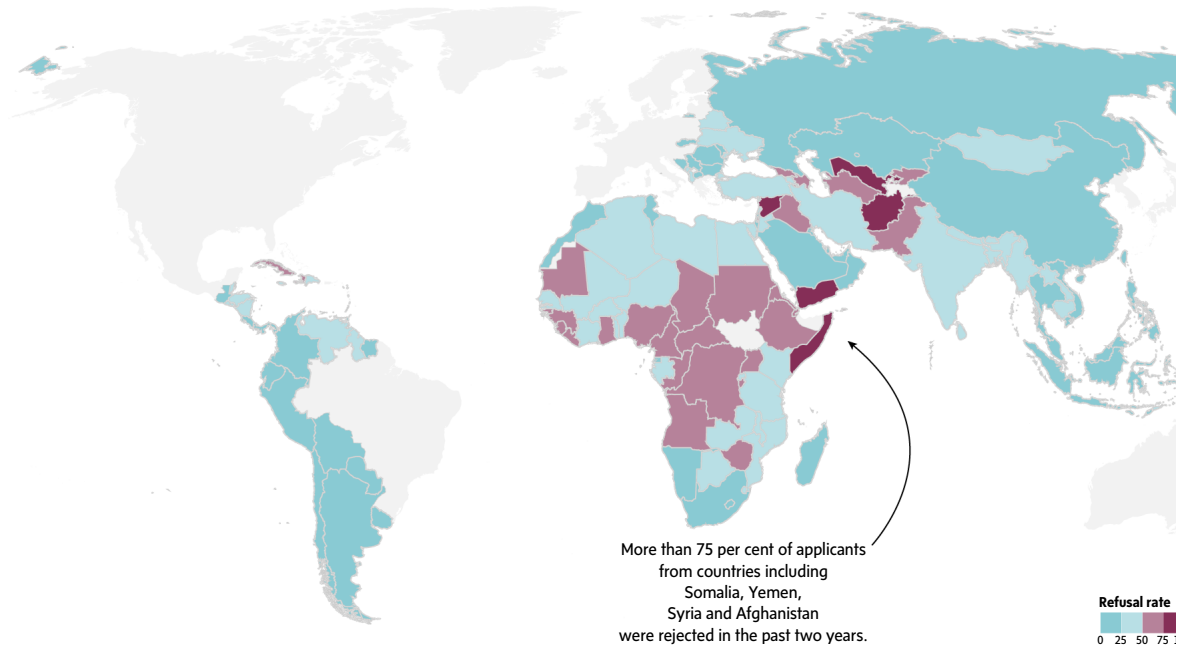 More than 75 per cent of applicants
from countries including
Somalia, Yemen,
Syria and Afghanistan
were rejected in the past two years.
Refusal rate
0 25 50 75